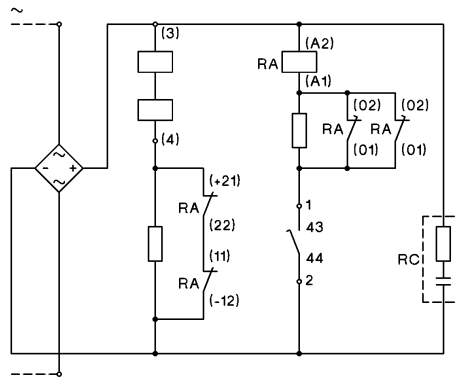 ~
(3)
(A2)
RA
(A1)
(02) (02)
RA RA
(4)
(01) (01)
~
- +
~
(+21)
RA
(22)
1
43
(11)
44
RC
RA
2
(-12)